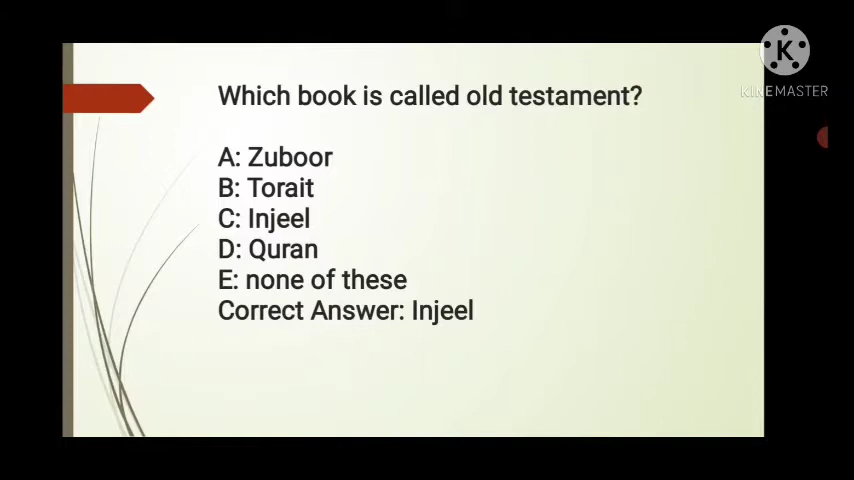 Which book is called old testament?
A: Zuboor
B: Torait
C: Injeel
D: Quran
E: none of these
Correct Answer: Injeel
K
KINEMASTER